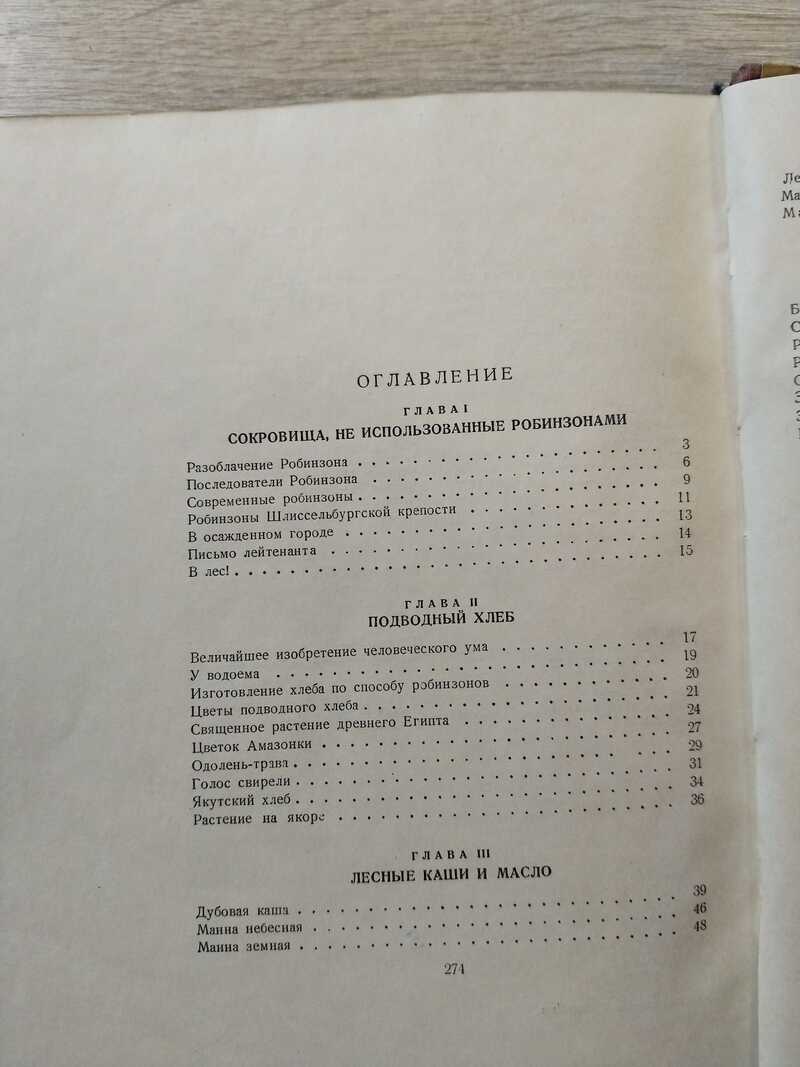 ОГЛАВЛЕНИЕ
ГЛАВА I
СОКРОВИЩА, НЕ ИСПОЛЬЗОВАННЫЕ РОБИНЗОНАМИ
Разоблачение Робинзона . . . . . . . . . . . . . . . . . . 3
Последователи Робинзона . . . . . . . . . . . . . . . . . . 6
Современные робинзоны . . . . . . . . . . . . . . . . . . 9
Робинзоны Шлиссельбургской крепости . . . . . . . . . . . . 11
В осажденном городе . . . . . . . . . . . . . . . . . . 13
Письмо лейтенанта . . . . . . . . . . . . . . . . . . 14
В лес! . . . . . . . . . . . . . . . . . . . . . . . . 15
ГЛАВА II
ПОДВОДНЫЙ ХЛЕБ
Величайшее изобретение человеческого ума . . . . . . . . . . 17
У водоема . . . . . . . . . . . . . . . . . . . . . . 19
Изготовление хлеба по способу робинзонов . . . . . . . . . . 20
Цветы подводного хлеба . . . . . . . . . . . . . . . . . . 21
Священное растение древнего Египта . . . . . . . . . . . . 24
Цветок Амазонки . . . . . . . . . . . . . . . . . . . . 27
Одолень-трава . . . . . . . . . . . . . . . . . . . . . 29
Голос свирели . . . . . . . . . . . . . . . . . . . . . 31
Якутский хлеб . . . . . . . . . . . . . . . . . . . . . 34
Растение на якоре . . . . . . . . . . . . . . . . . . . . 36
ГЛАВА III
ЛЕСНЫЕ КАШИ И МАСЛО
Дубовая каша . . . . . . . . . . . . . . . . . . . . . 39
Манна небесная . . . . . . . . . . . . . . . . . . . . . 46
Манна земная . . . . . . . . . . . . . . . . . . . . . 48
274